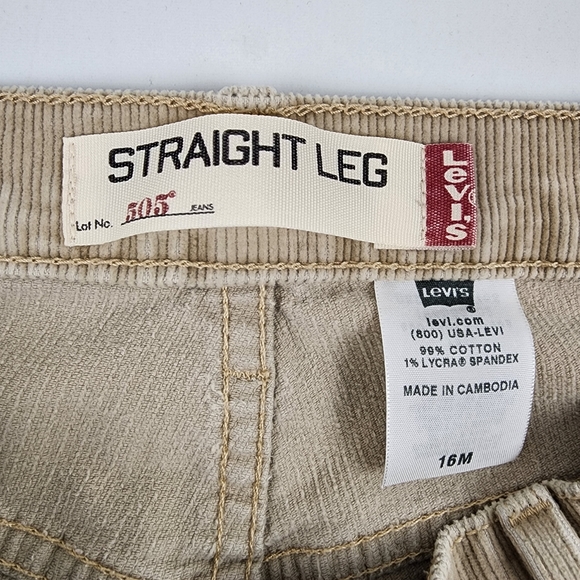 STRAIGHT LEG
Lot No. 505® JEANS
Levi's®
Levi's®
levi.com
(800) USA-LEVI
99% COTTON
1% LYCRA® SPANDEX
MADE IN CAMBODIA
16M